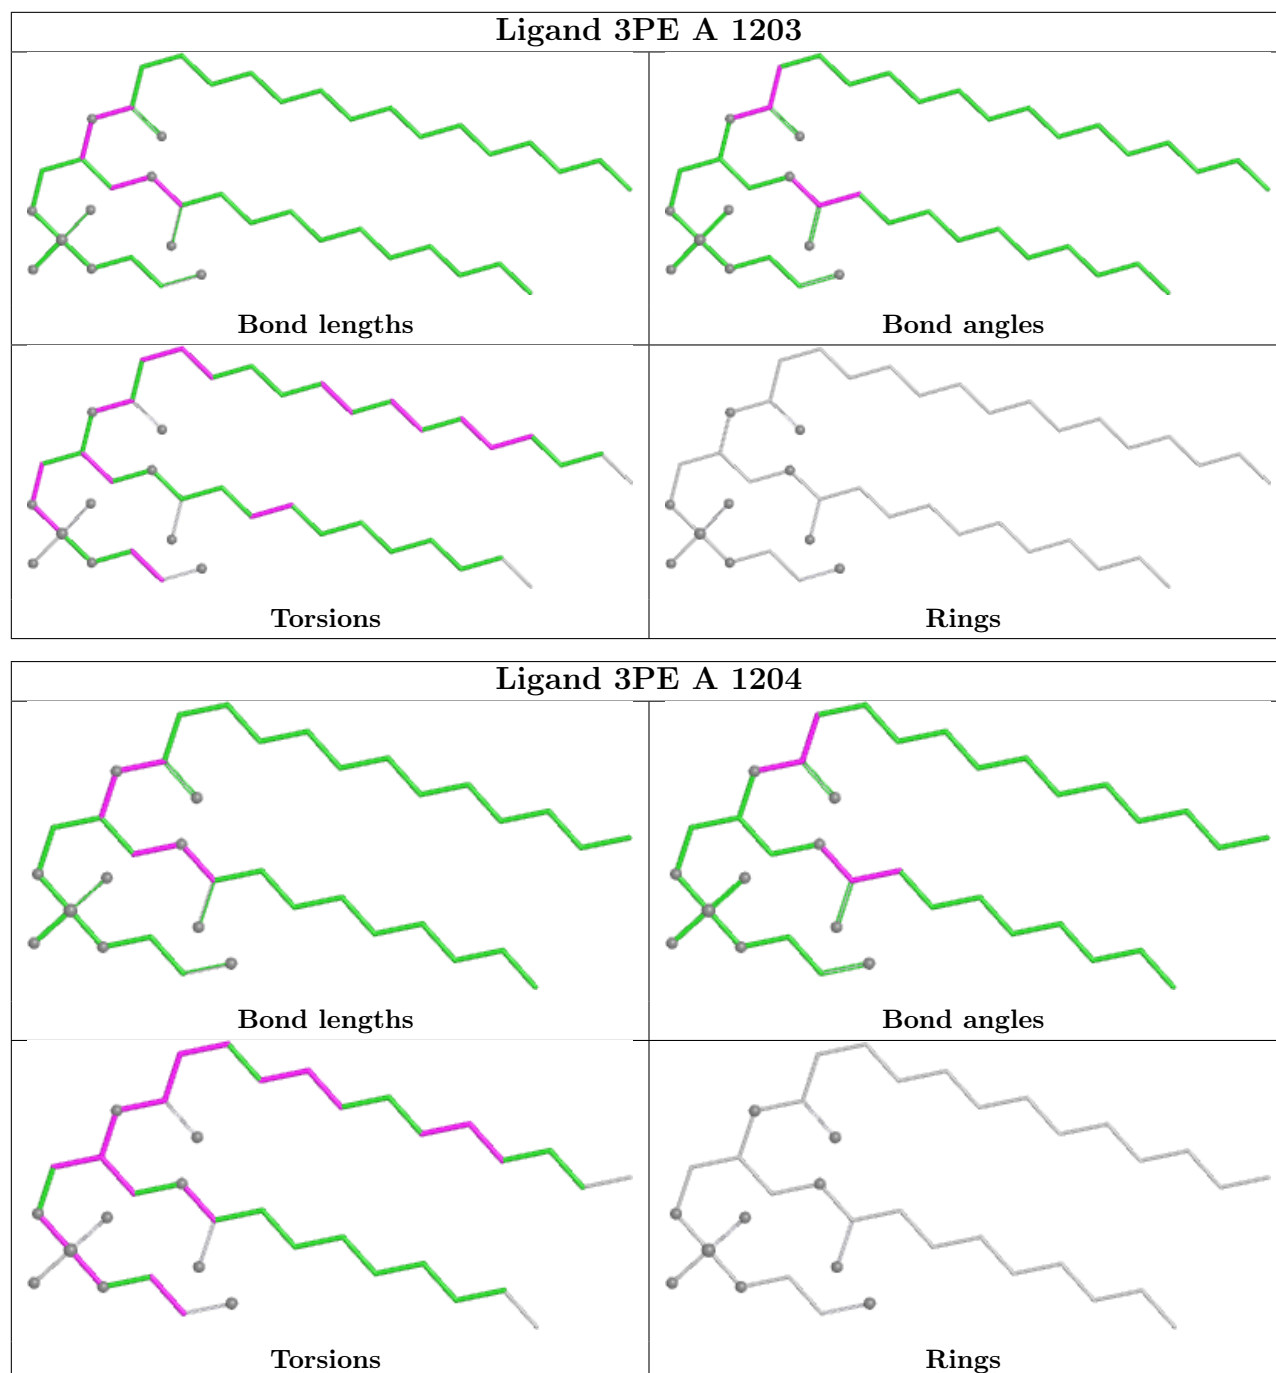 Ligand 3PE A 1203
Bond lengths
Bond angles
Torsions
Rings
Ligand 3PE A 1204
Bond lengths
Bond angles
Torsions
Rings